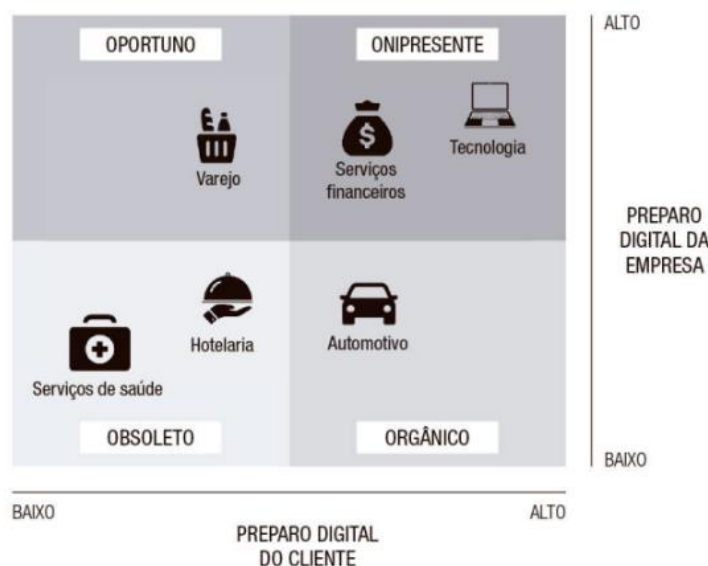 OPORTUNO
ONIPRESENTE
ALTO
Varejo
$
Serviços
financeiros
Tecnologia
PREPARO
DIGITAL DA
EMPRESA
Serviços de saúde
Hotelaria
Automotivo
OBSOLETO
ORGÂNICO
BAIXO
BAIXO
ALTO
PREPARO DIGITAL
DO CLIENTE